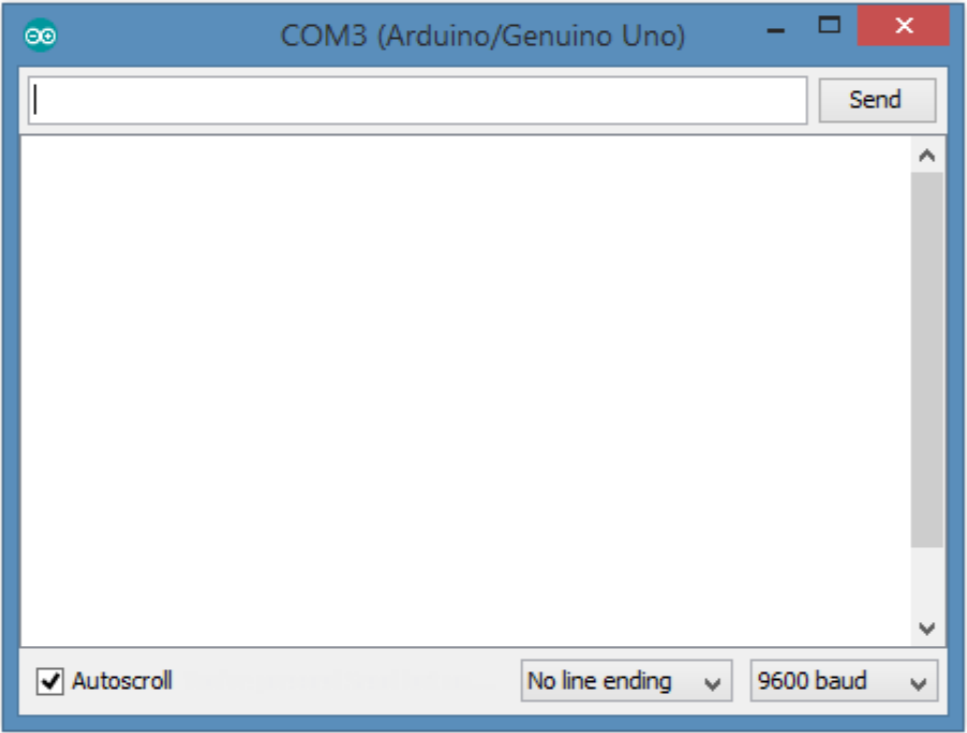 COM3 (Arduino/Genuino Uno)
Send
Autoscroll
No line ending
9600 baud